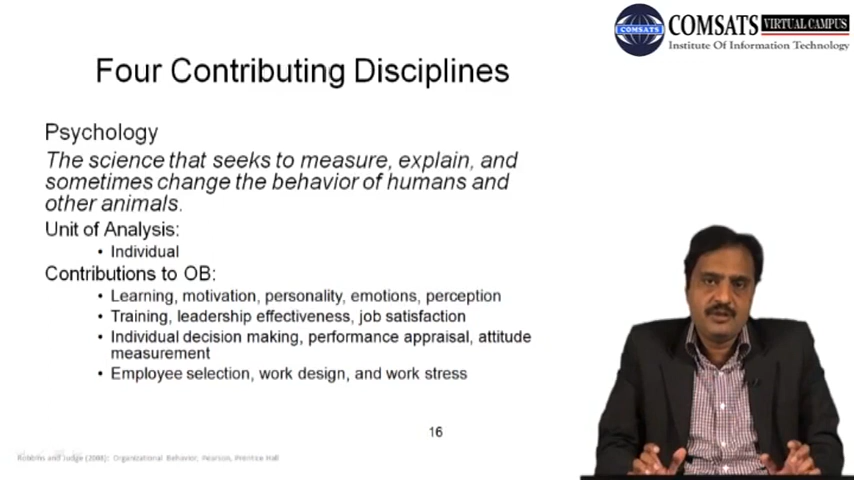 COMSATS VIRTUAL CAMPUS
COMSATS
Institute Of Information Technology
Four Contributing Disciplines
Psychology
The science that seeks to measure, explain, and
sometimes change the behavior of humans and
other animals.
Unit of Analysis:
• Individual
Contributions to OB:
• Learning, motivation, personality, emotions, perception
• Training, leadership effectiveness, job satisfaction
• Individual decision making, performance appraisal, attitude
measurement
• Employee selection, work design, and work stress
16
Robbins and Judge (2008): Organizational Behavior, Pearson, Prentice Hall